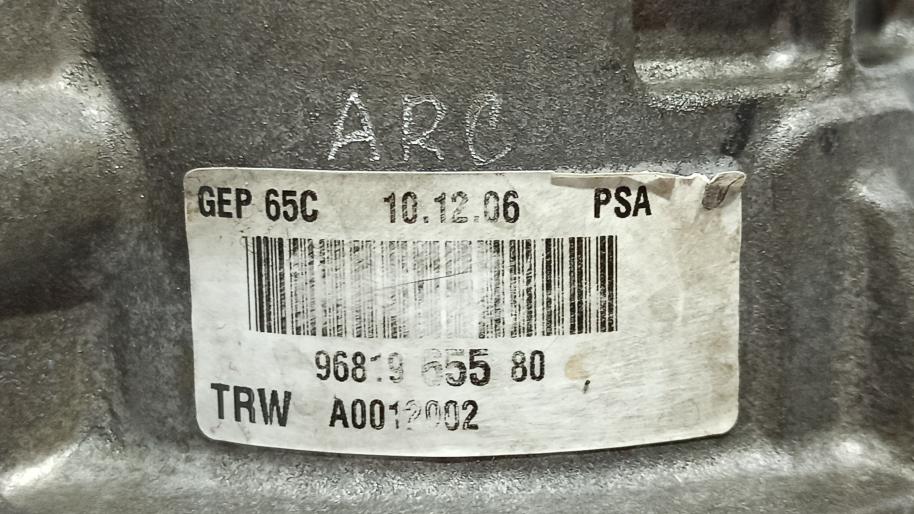 ARC
GEP 65C 10.12.06 PSA
96819 655 80
TRW A0012002